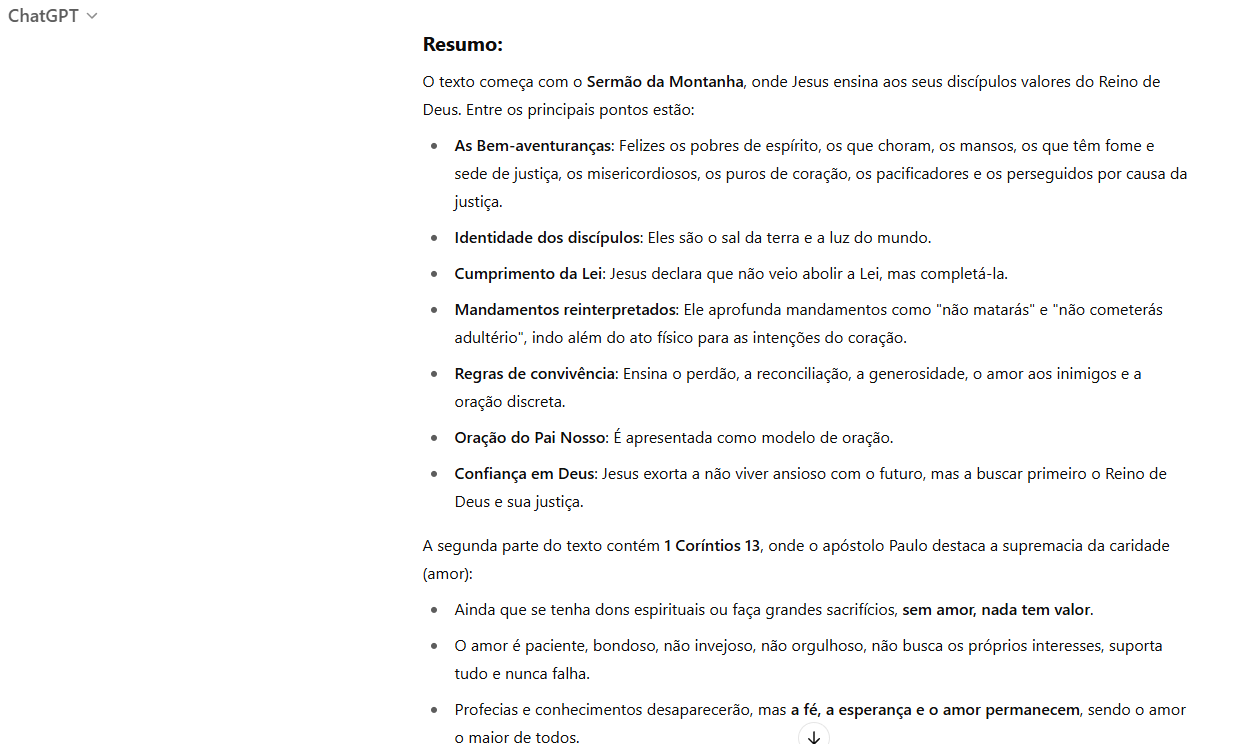 ChatGPT
Resumo:
O texto começa com o Sermão da Montanha, onde Jesus ensina aos seus discípulos valores do Reino de
Deus. Entre os principais pontos estão:
As Bem-aventuranças: Felizes os pobres de espírito, os que choram, os mansos, os que têm fome e
sede de justiça, os misericordiosos, os puros de coração, os pacificadores e os perseguidos por causa da
justiça.
Identidade dos discípulos: Eles são o sal da terra e a luz do mundo.
Cumprimento da Lei: Jesus declara que não veio abolir a Lei, mas completá-la.
Mandamentos reinterpretados: Ele aprofunda mandamentos como "não matarás" e "não cometerás
adultério", indo além do ato físico para as intenções do coração.
Regras de convivência: Ensina o perdão, a reconciliação, a generosidade, o amor aos inimigos e a
oração discreta.
Oração do Pai Nosso: É apresentada como modelo de oração.
Confiança em Deus: Jesus exorta a não viver ansioso com o futuro, mas a buscar primeiro o Reino de
Deus e sua justiça.
A segunda parte do texto contém 1 Coríntios 13, onde o apóstolo Paulo destaca a supremacia da caridade
(amor):
Ainda que se tenha dons espirituais ou faça grandes sacrifícios, sem amor, nada tem valor.
O amor é paciente, bondoso, não invejoso, não orgulhoso, não busca os próprios interesses, suporta
tudo e nunca falha.
Profecias e conhecimentos desaparecerão, mas a fé, a esperança e o amor permanecem, sendo o amor
o maior de todos.